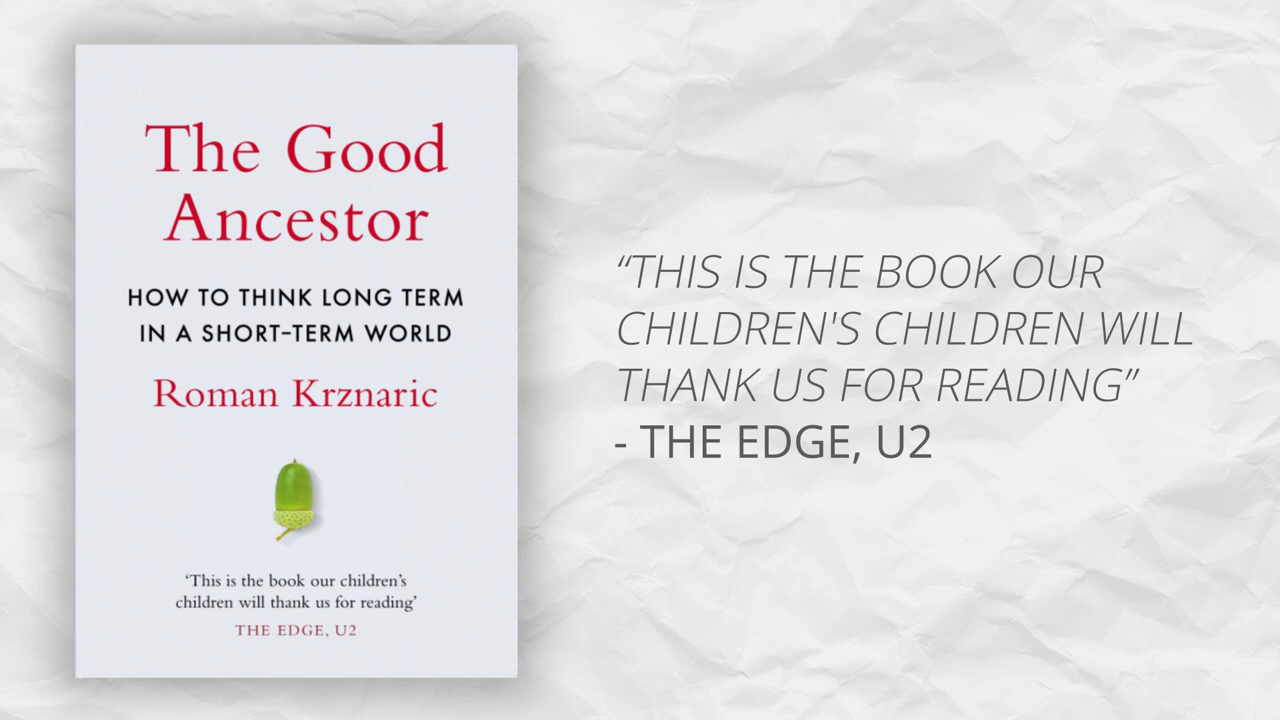 The Good
Ancestor
HOW TO THINK LONG TERM
IN A SHORT-TERM WORLD
Roman Krznaric
‘This is the book our children’s
children will thank us for reading’
THE EDGE, U2
“THIS IS THE BOOK OUR
CHILDREN'S CHILDREN WILL
THANK US FOR READING”
- THE EDGE, U2